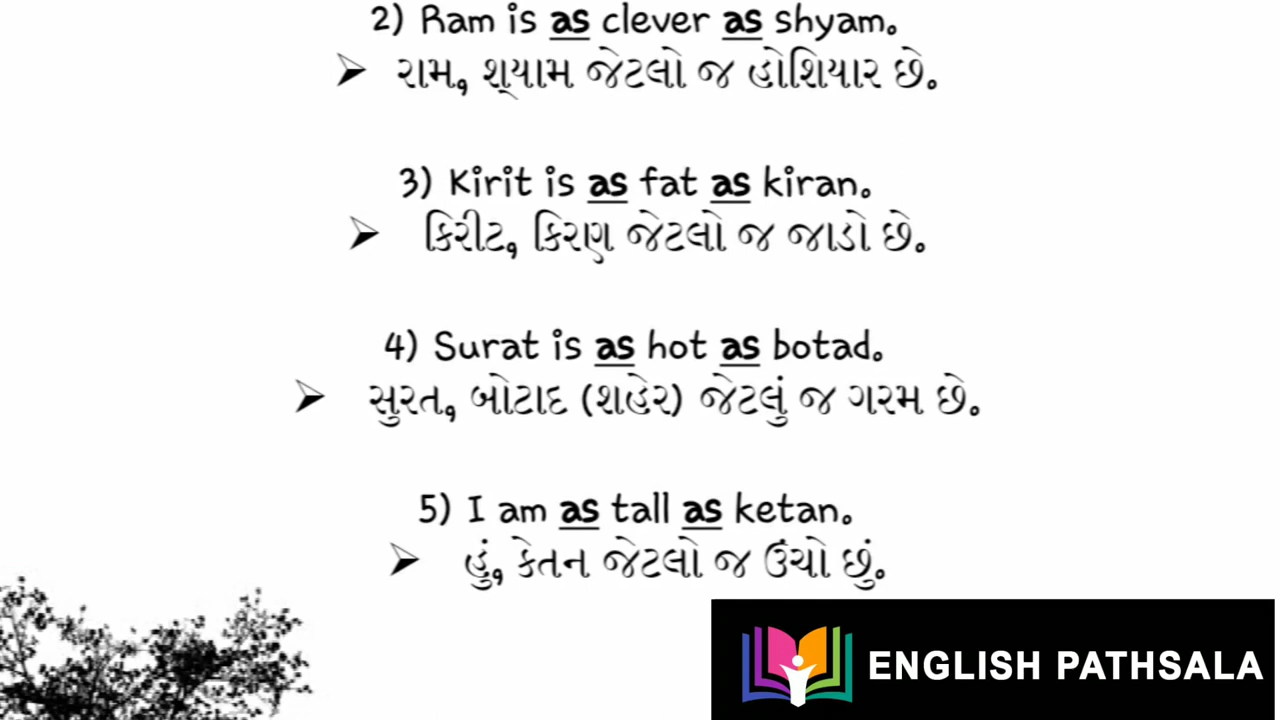 2) Ram is as clever as shyam.
➢ રામ, શ્યામ જેટલો જ હોશિયાર છે.
3) Kirit is as fat as kiran.
➢ કિરીટ, કિરણ જેટલો જ જાડો છે.
4) Surat is as hot as botad.
➢ સુરત, બોટાદ (શહેર) જેટલું જ ગરમ છે.
5) I am as tall as ketan.
➢ હું, કેતન જેટલો જ ઉંચો છું.
ENGLISH PATHSALA